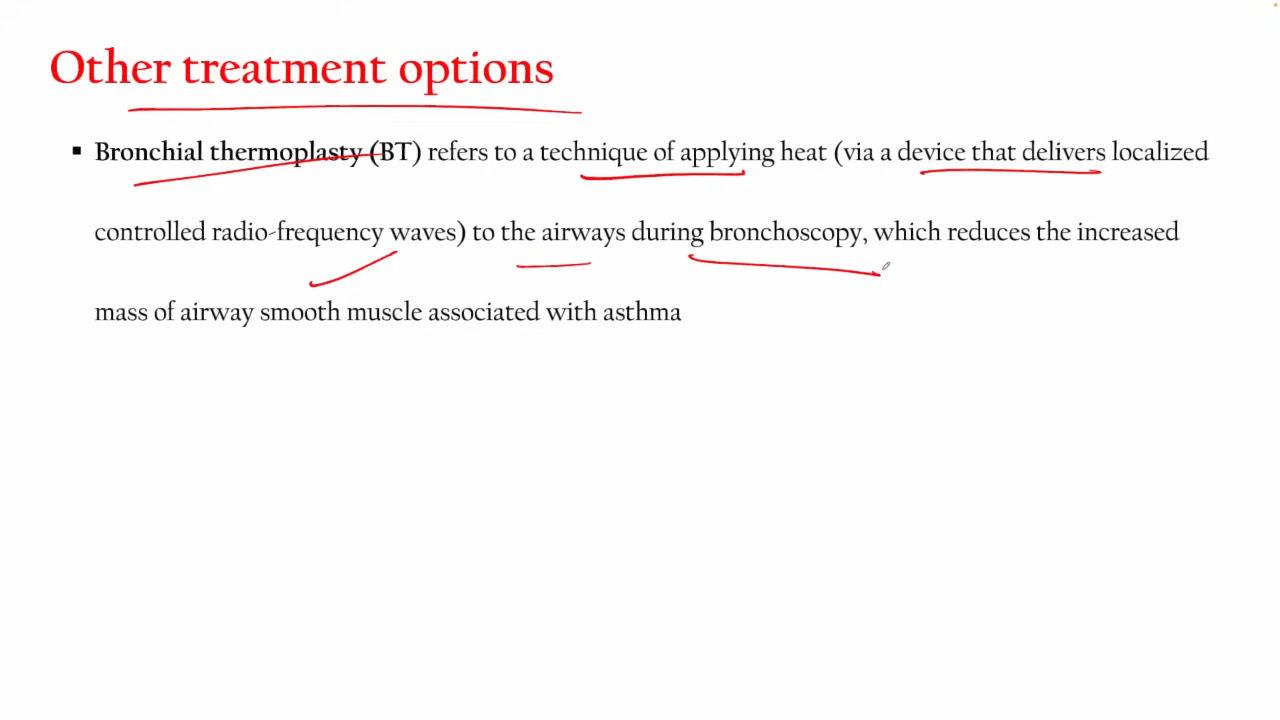 Other treatment options
▪ Bronchial thermoplasty (BT) refers to a technique of applying heat (via a device that delivers localized
controlled radio-frequency waves) to the airways during bronchoscopy, which reduces the increased
mass of airway smooth muscle associated with asthma